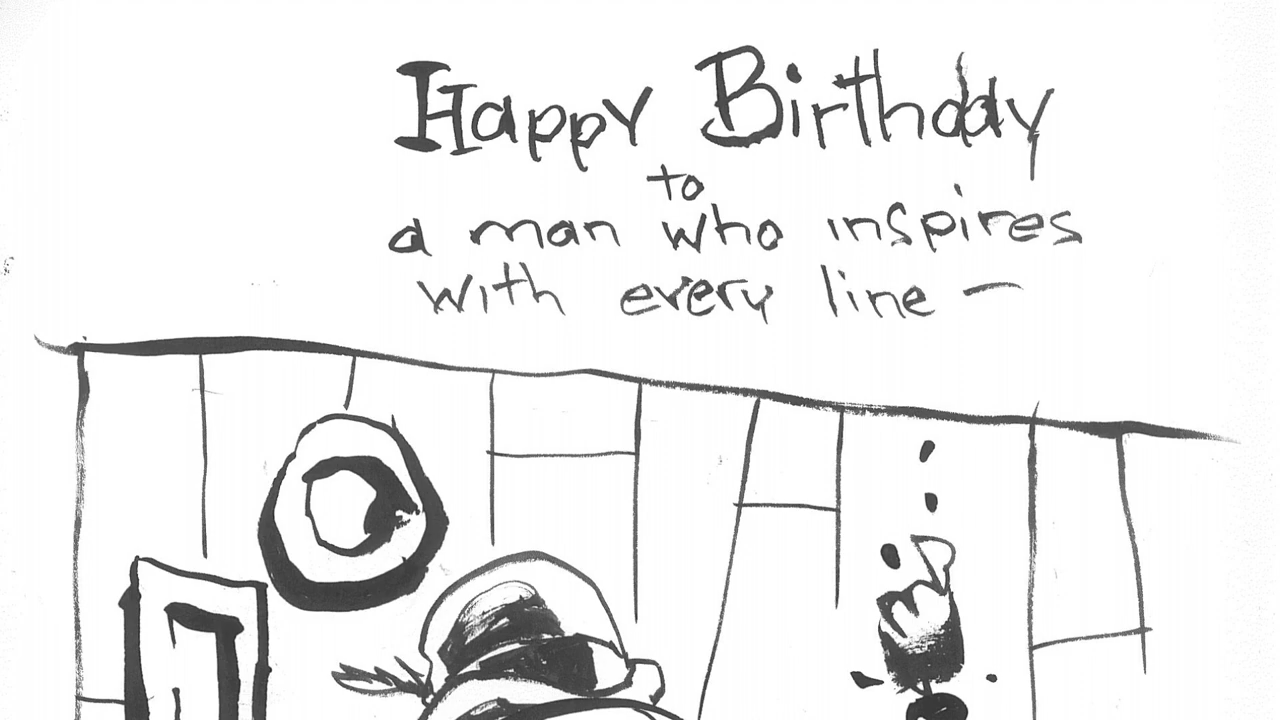 Happy Birthday
to
a man who inspires
with every line —